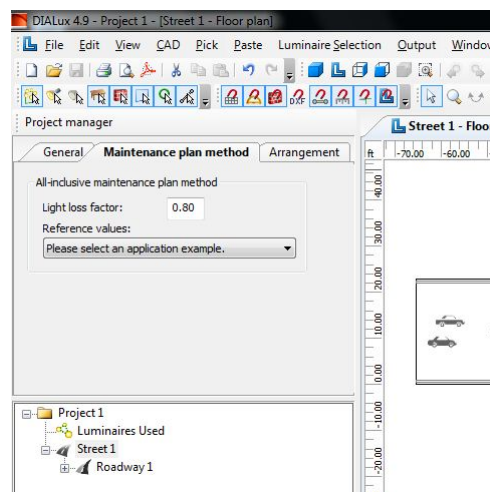 DIALux 4.9 - Project 1 - [Street 1 - Floor plan]
File Edit View CAD Pick Paste Luminaire Selection Output Window
DXF
Project manager
Street 1 - Floo
General Maintenance plan method Arrangement
ft -70.00 -60.00
All-inclusive maintenance plan method
Light loss factor: 0.80
Reference values:
Please select an application example.
40.00
30.00
20.00
10.00
0.00
-10.00
-20.00
Project 1
Luminaires Used
Street 1
Roadway 1